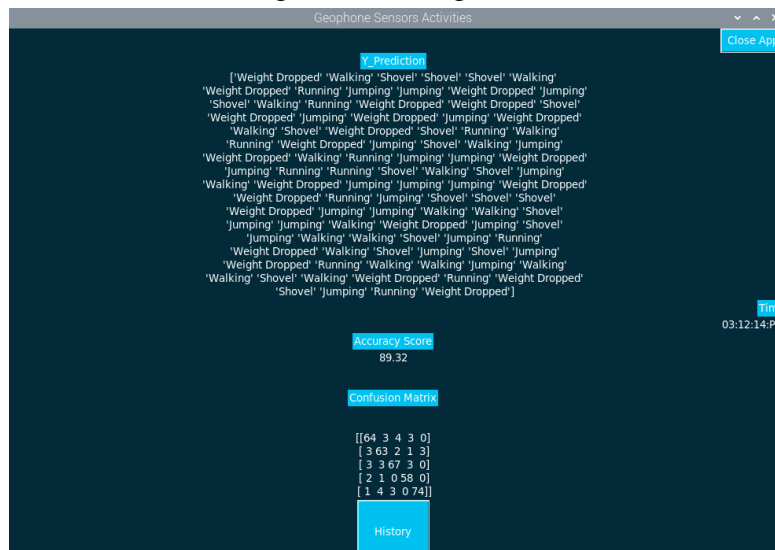 Geophone Sensors Activities
Close App
Y_Prediction
['Weight Dropped' 'Walking' 'Shovel' 'Shovel' 'Shovel' 'Walking'
'Weight Dropped' 'Running' 'Jumping' 'Jumping' 'Weight Dropped' 'Jumping'
'Shovel' 'Walking' 'Running' 'Weight Dropped' 'Weight Dropped' 'Shovel'
'Weight Dropped' 'Jumping' 'Weight Dropped' 'Jumping' 'Weight Dropped'
'Walking' 'Shovel' 'Weight Dropped' 'Shovel' 'Running' 'Walking'
'Running' 'Weight Dropped' 'Jumping' 'Shovel' 'Walking' 'Jumping'
'Weight Dropped' 'Walking' 'Running' 'Jumping' 'Jumping' 'Weight Dropped'
'Jumping' 'Running' 'Running' 'Shovel' 'Walking' 'Shovel' 'Jumping'
'Walking' 'Weight Dropped' 'Jumping' 'Jumping' 'Jumping' 'Weight Dropped'
'Weight Dropped' 'Running' 'Jumping' 'Shovel' 'Shovel' 'Shovel'
'Weight Dropped' 'Jumping' 'Jumping' 'Walking' 'Walking' 'Shovel'
'Jumping' 'Jumping' 'Walking' 'Weight Dropped' 'Jumping' 'Shovel'
'Jumping' 'Walking' 'Walking' 'Shovel' 'Jumping' 'Running'
'Weight Dropped' 'Walking' 'Shovel' 'Jumping' 'Shovel' 'Jumping'
'Weight Dropped' 'Running' 'Walking' 'Walking' 'Jumping' 'Walking'
'Walking' 'Shovel' 'Walking' 'Weight Dropped' 'Running' 'Weight Dropped'
'Shovel' 'Jumping' 'Running' 'Weight Dropped']
Tim
03:12:14:P
Accuracy Score
89.32
Confusion Matrix
[[64 3 4 3 0]
[ 3 63 2 1 3]
[ 3 3 67 3 0]
[ 2 1 0 58 0]
[ 1 4 3 0 74]]
History